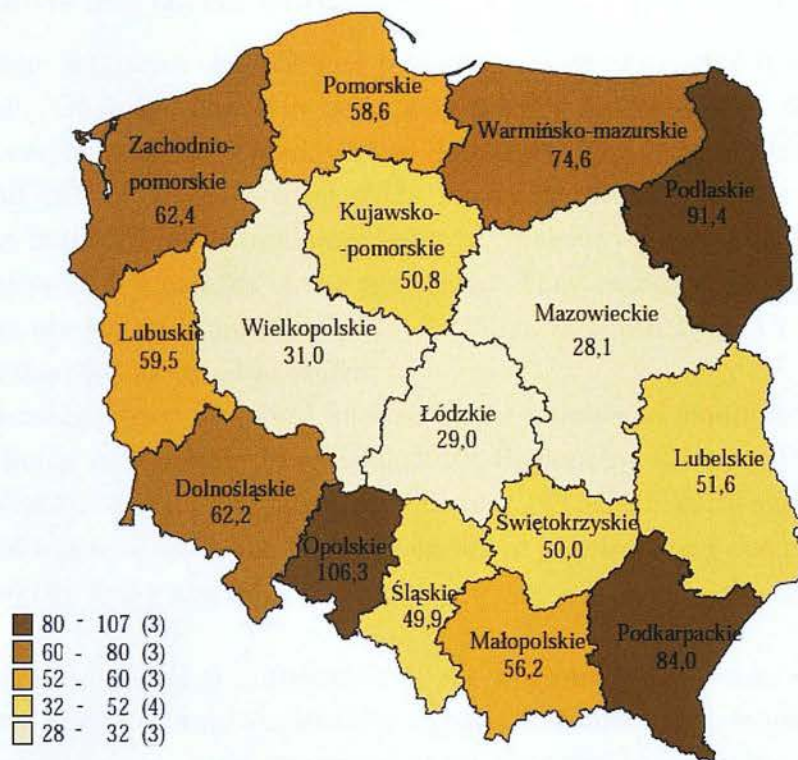 Pomorskie
58,6
Warmińsko-mazurskie
74,6
Zachodnio-
pomorskie
62,4
Podlaskie
91,4
Kujawsko-
-pomorskie
50,8
Mazowieckie
28,1
Wielkopolskie
31,0
Lubuskie
59,5
Łódzkie
29,0
Lubelskie
51,6
Dolnośląskie
62,2
Świętokrzyskie
50,0
Opolskie
106,3
Śląskie
49,9
Małopolskie
56,2
Podkarpackie
84,0
80 - 107 (3)
60 - 80 (3)
52 - 60 (3)
32 - 52 (4)
28 - 32 (3)